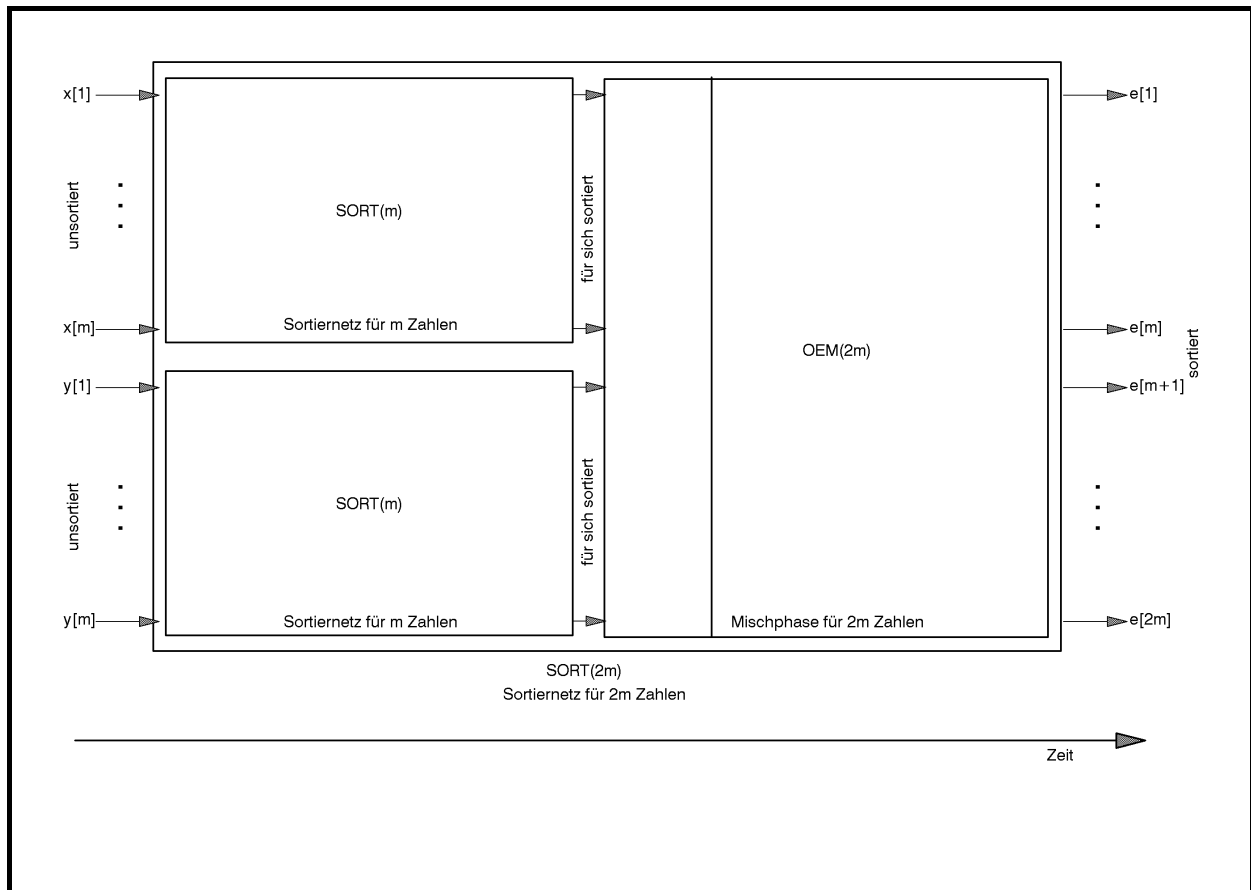 x[1]
e[1]
unsortiert
SORT(m)
für sich sortiert
x[m]
Sortiernetz für m Zahlen
e[m]
OEM(2m)
sortiert
y[1]
e[m+1]
unsortiert
SORT(m)
für sich sortiert
y[m]
Sortiernetz für m Zahlen
Mischphase für 2m Zahlen
e[2m]
SORT(2m)
Sortiernetz für 2m Zahlen
Zeit